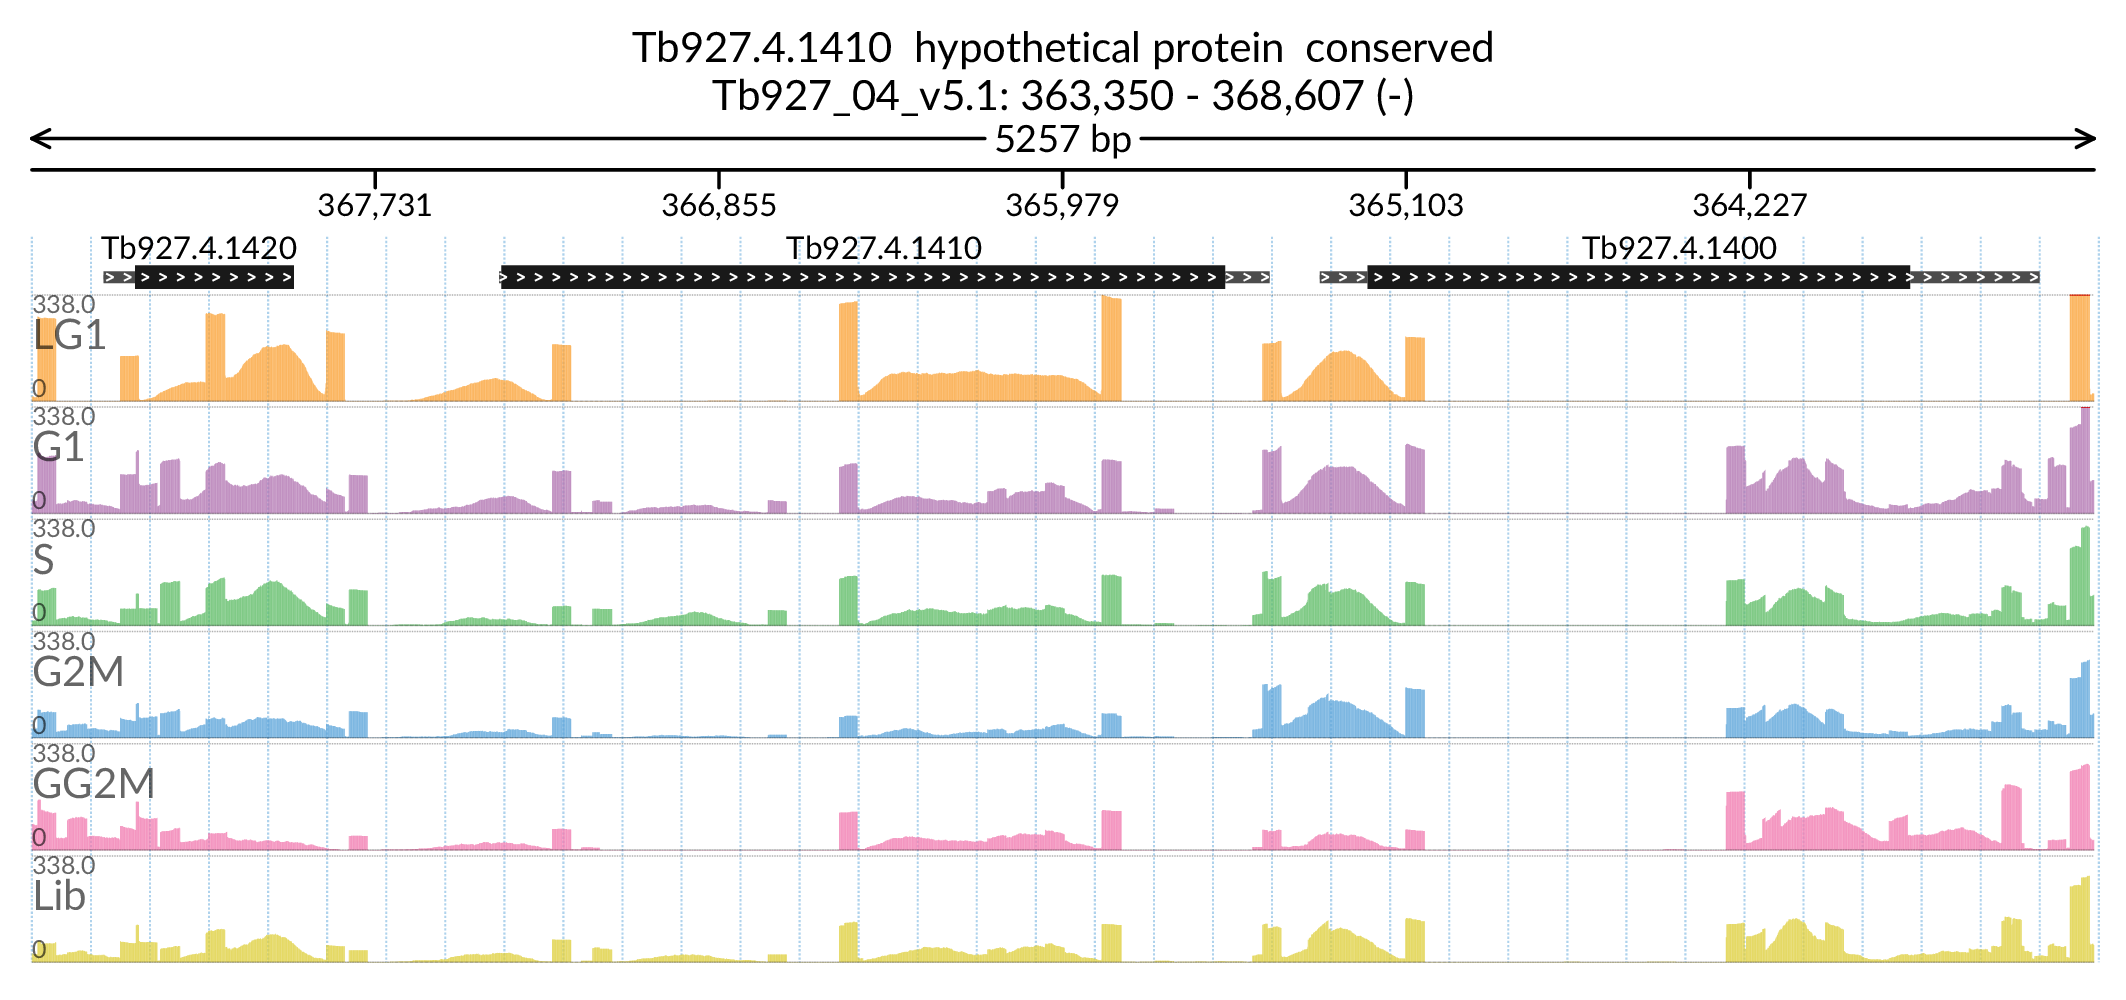 Tb927.4.1410  hypothetical protein  conserved
Tb927_04_v5.1: 363,350 - 368,607 (-)
5257 bp
367,731 366,855 365,979 365,103 364,227
Tb927.4.1420 Tb927.4.1410 Tb927.4.1400
338.0
LG1
0
338.0
G1
0
338.0
S
0
338.0
G2M
0
338.0
GG2M
0
338.0
Lib
0